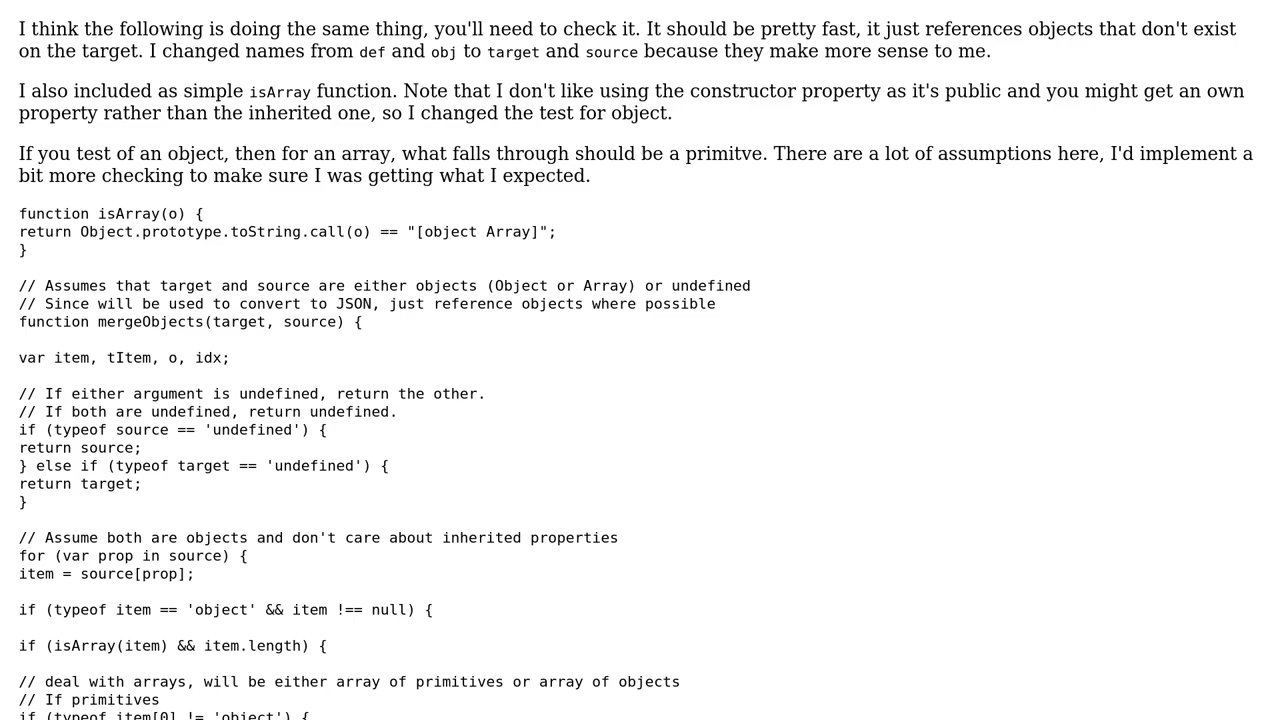 I think the following is doing the same thing, you'll need to check it. It should be pretty fast, it just references objects that don't exist
on the target. I changed names from def and obj to target and source because they make more sense to me.
I also included as simple isArray function. Note that I don't like using the constructor property as it's public and you might get an own
property rather than the inherited one, so I changed the test for object.
If you test of an object, then for an array, what falls through should be a primitve. There are a lot of assumptions here, I'd implement a
bit more checking to make sure I was getting what I expected.
function isArray(o) {
return Object.prototype.toString.call(o) == "[object Array]";
}
// Assumes that target and source are either objects (Object or Array) or undefined
// Since will be used to convert to JSON, just reference objects where possible
function mergeObjects(target, source) {
var item, tItem, o, idx;
// If either argument is undefined, return the other.
// If both are undefined, return undefined.
if (typeof source == 'undefined') {
return source;
} else if (typeof target == 'undefined') {
return target;
}
// Assume both are objects and don't care about inherited properties
for (var prop in source) {
item = source[prop];
if (typeof item == 'object' && item !== null) {
if (isArray(item) && item.length) {
// deal with arrays, will be either array of primitives or array of objects
// If primitives
if (typeof item[0] != 'object') {